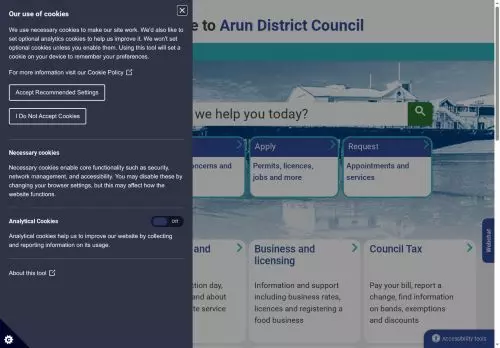 Our use of cookies
We use necessary cookies to make our site work. We'd also like to
set optional analytics cookies to help us improve it. We won't set
optional cookies unless you enable them. Using this tool will set a
cookie on your device to remember your preferences.
For more information visit our Cookie Policy
Accept Recommended Settings
I Do Not Accept Cookies
Necessary cookies
Necessary cookies enable core functionality such as security,
network management, and accessibility. You may disable these by
changing your browser settings, but this may affect how the
website functions.
Analytical Cookies
Off
Analytical cookies help us to improve our website by collecting
and reporting information on its usage.
About this tool
e to Arun District Council
we help you today?
Apply
Request
oncerns and
Permits, licences,
jobs and more
Appointments and
services
and
Business and
licensing
Council Tax
ction day,
and about
te service
Information and support
including business rates,
licences and registering a
food business
Pay your bill, report a
change, find information
on bands, exemptions
and discounts
Webchat
Accessibility tools